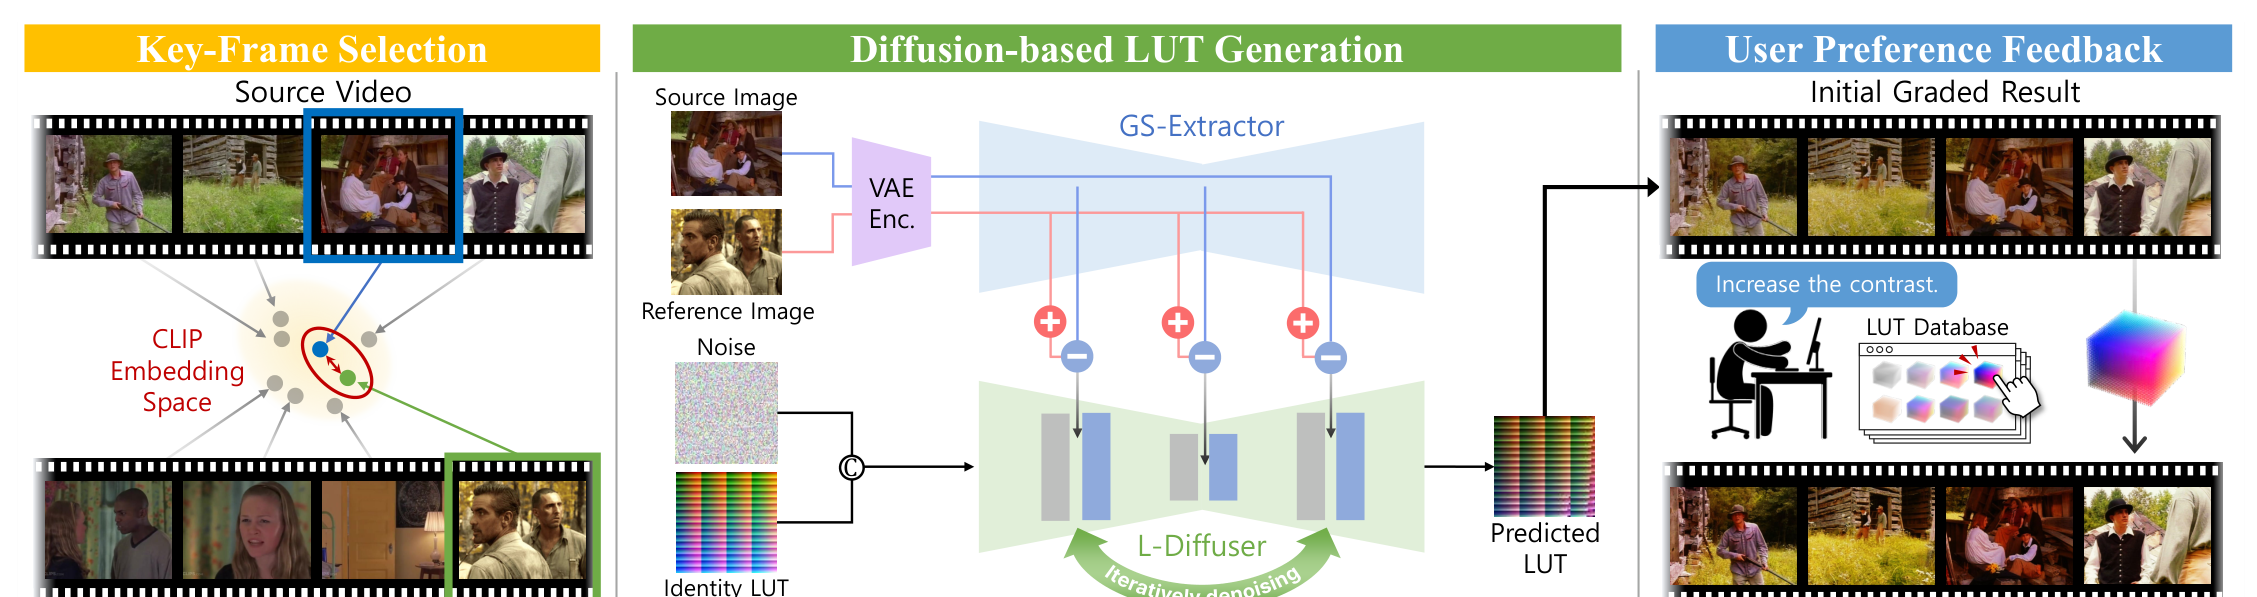 Key-Frame Selection
Source Video
CLIP
Embedding
Space
Diffusion-based LUT Generation
Source Image
Reference Image
VAE
Enc.
GS-Extractor
Noise
Identity LUT
C
L-Diffuser
Iteratively denoising
Predicted
LUT
User Preference Feedback
Initial Graded Result
Increase the contrast.
LUT Database